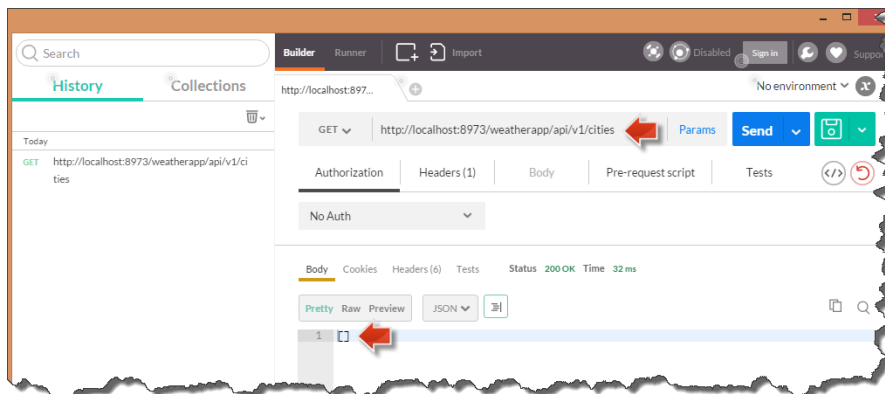 Search
Builder Runner Import Disabled Sign in
History Collections
http://localhost:897... No environment
Today
GET http://localhost:8973/weatherapp/api/v1/ci
ties
GET http://localhost:8973/weatherapp/api/v1/cities Params Send
Authorization Headers (1) Body Pre-request script Tests
No Auth
Body Cookies Headers (6) Tests Status 200 OK Time 32 ms
Pretty Raw Preview JSON
1 []